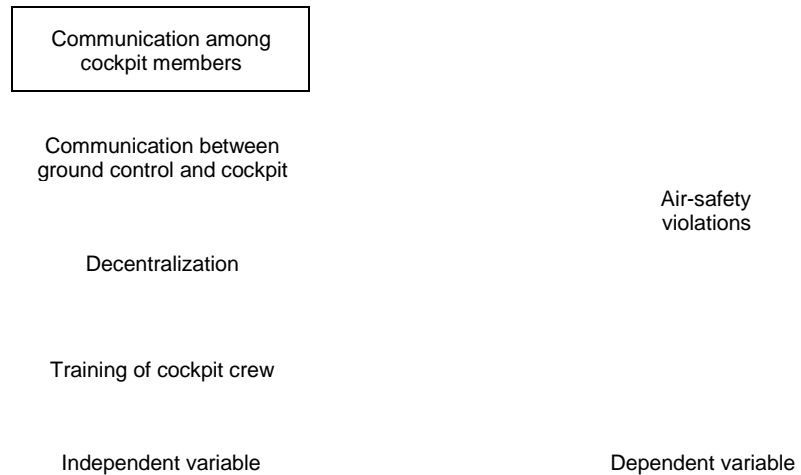 Communication among
cockpit members
Communication between
ground control and cockpit
Air-safety
violations
Decentralization
Training of cockpit crew
Independent variable
Dependent variable